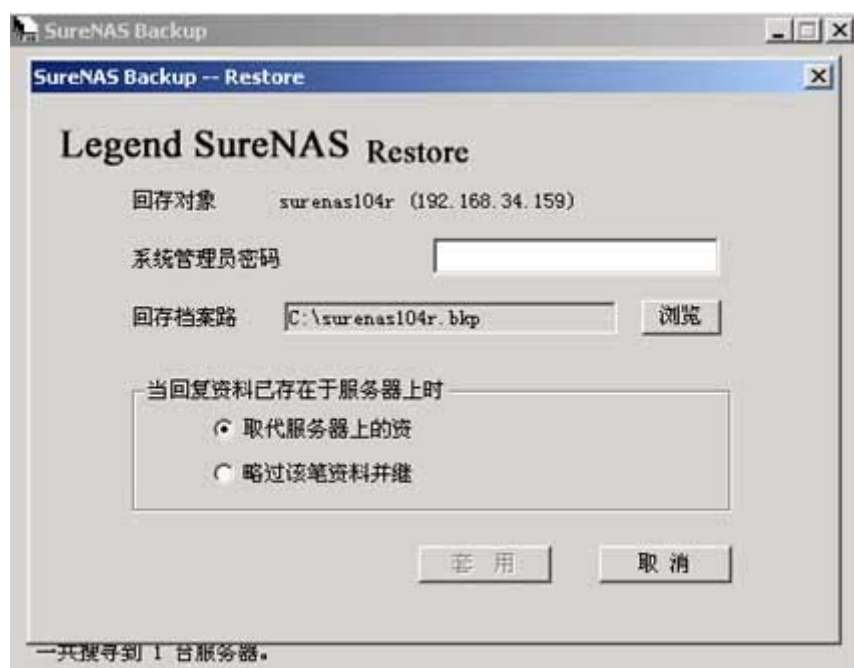 SureNAS Backup
SureNAS Backup -- Restore
Legend SureNAS Restore
回存对象 surenas104r (192.168.34.159)
系统管理员密码
回存档案路 C:\surenas104r.bkp 浏览
当回复资料已存在于服务器上时
取代服务器上的资
略过该笔资料并继
套 用 取 消
一共搜寻到 1 台服务器。